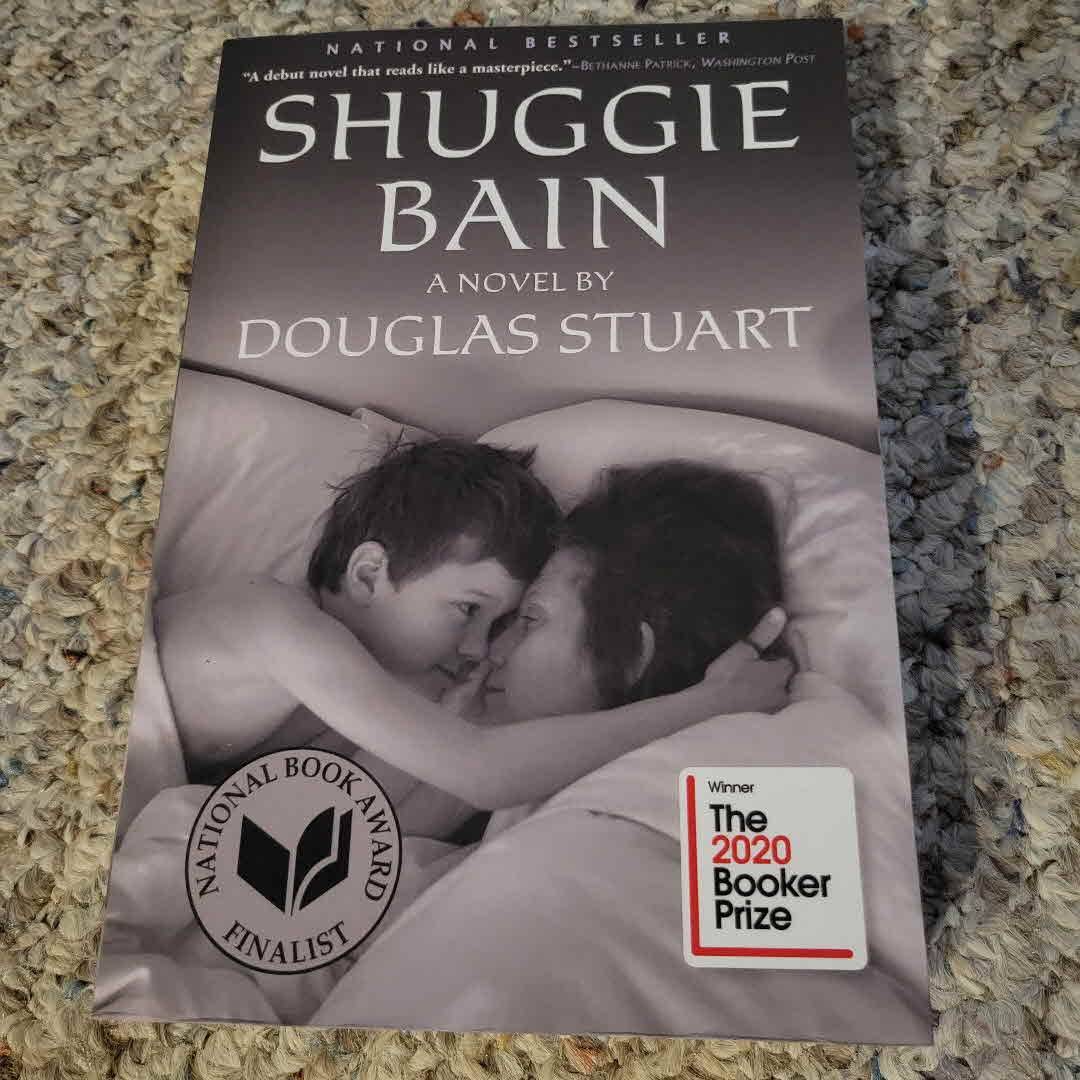 NATIONAL BESTSELLER
“A debut novel that reads like a masterpiece.”–BETHANNE PATRICK, WASHINGTON POST
SHUGGIE
BAIN
A NOVEL BY
DOUGLAS STUART
NATIONAL BOOK AWARD
FINALIST
Winner
The
2020
Booker
Prize